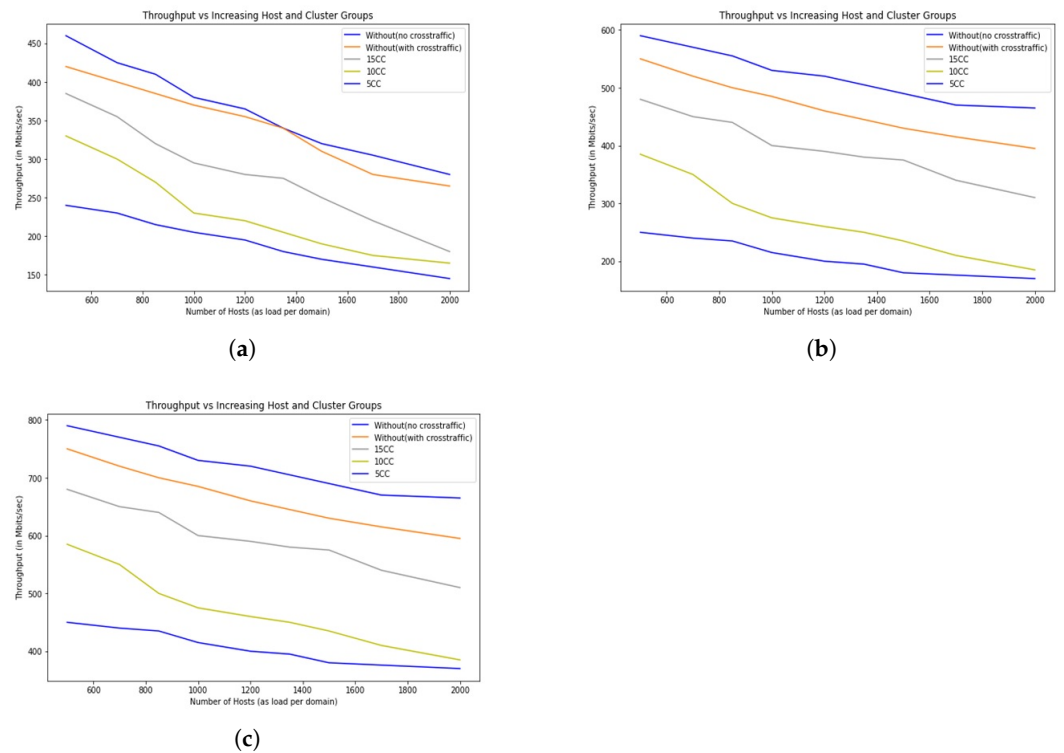 Throughput vs Increasing Host and Cluster Groups
Throughput (in Mbits/sec)
450
400
350
300
250
200
150
Without(no crosstraffic)
Without(with crosstraffic)
15CC
10CC
5CC
600 800 1000 1200 1400 1600 1800 2000
Number of Hosts (as load per domain)
(a)
Throughput vs Increasing Host and Cluster Groups
Throughput (in Mbits/sec)
600
500
400
300
200
Without(no crosstraffic)
Without(with crosstraffic)
15CC
10CC
5CC
600 800 1000 1200 1400 1600 1800 2000
Number of Hosts (as load per domain)
(b)
Throughput vs Increasing Host and Cluster Groups
Throughput (in Mbits/sec)
800
700
600
500
400
Without(no crosstraffic)
Without(with crosstraffic)
15CC
10CC
5CC
600 800 1000 1200 1400 1600 1800 2000
Number of Hosts (as load per domain)
(c)